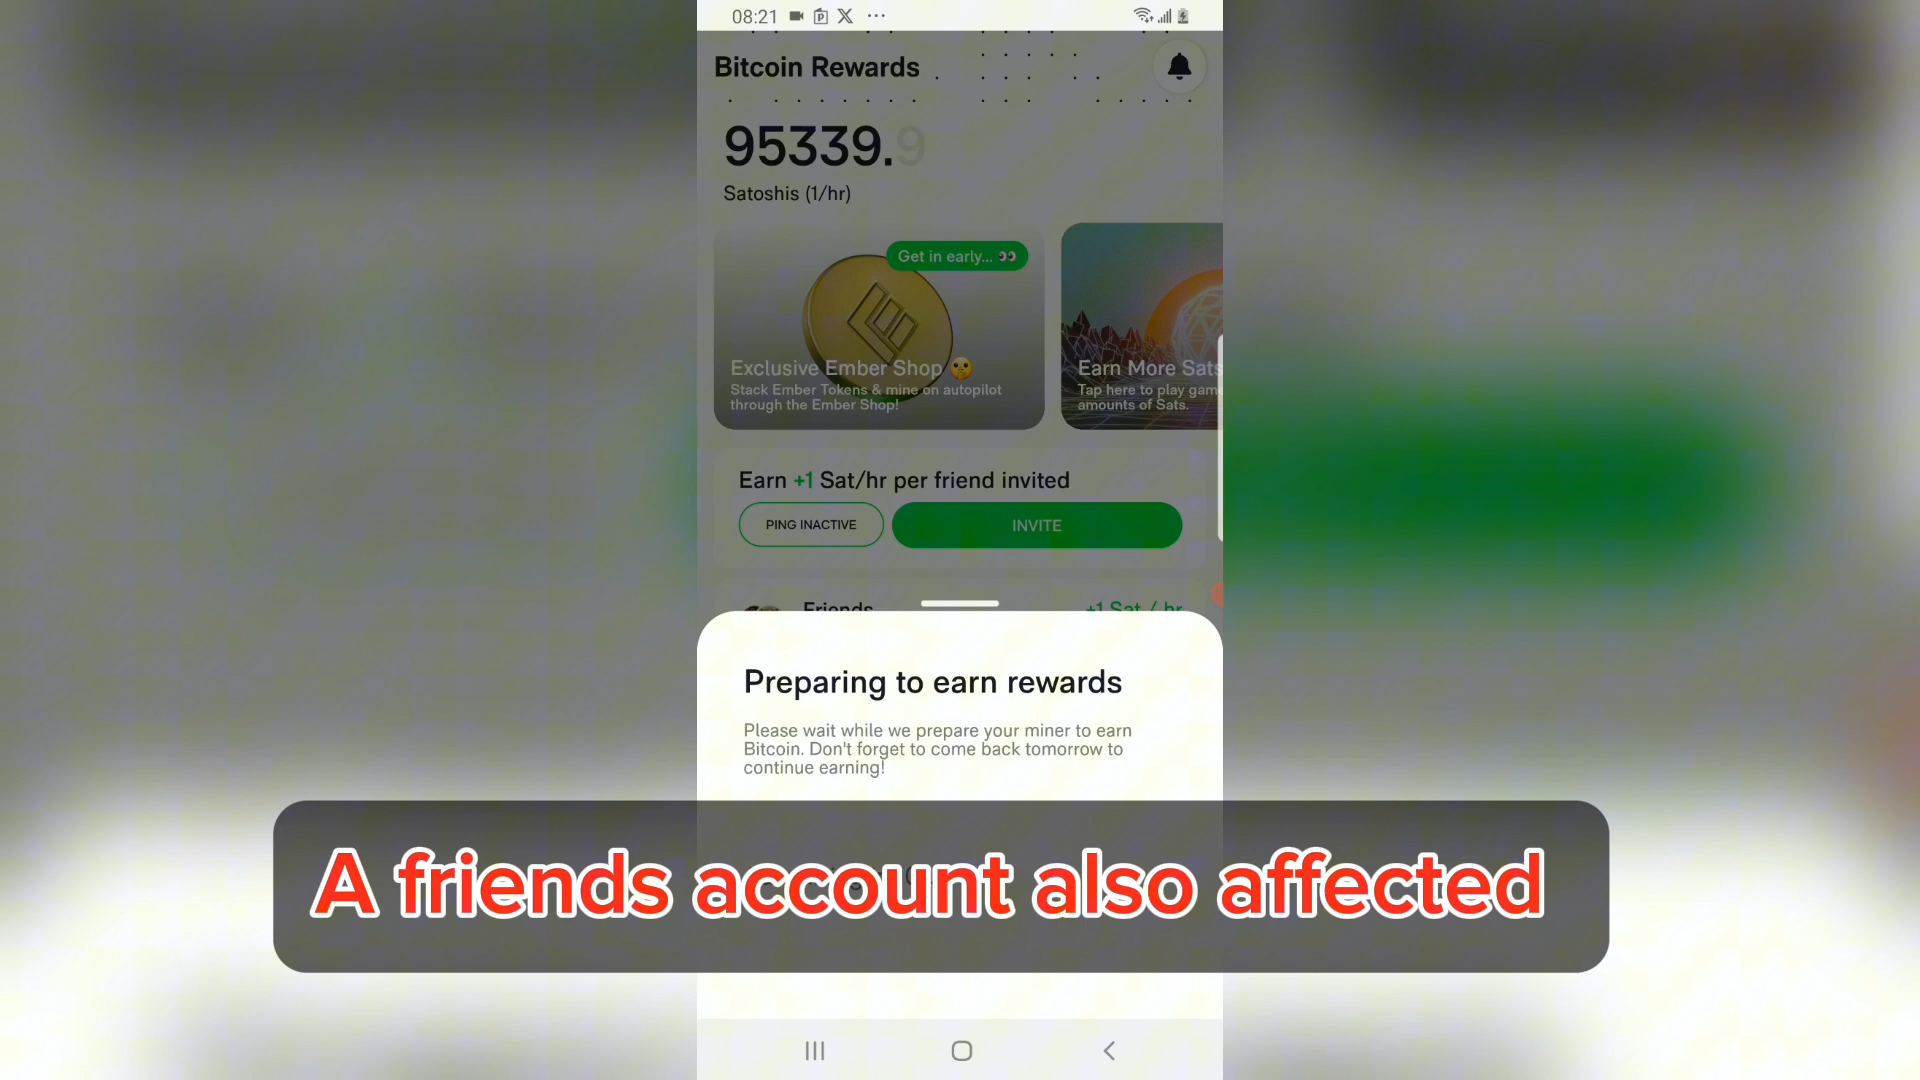 08:21
Bitcoin Rewards
95339.9
Satoshis (1/hr)
Get in early... 👀
Exclusive Ember Shop 🤫
Stack Ember Tokens & mine on autopilot
through the Ember Shop!
Earn More Sats
Tap here to play gam
amounts of Sats.
Earn +1 Sat/hr per friend invited
PING INACTIVE
INVITE
Friends
+1 Sat / hr
Preparing to earn rewards
Please wait while we prepare your miner to earn
Bitcoin. Don't forget to come back tomorrow to
continue earning!
A friends account also affected